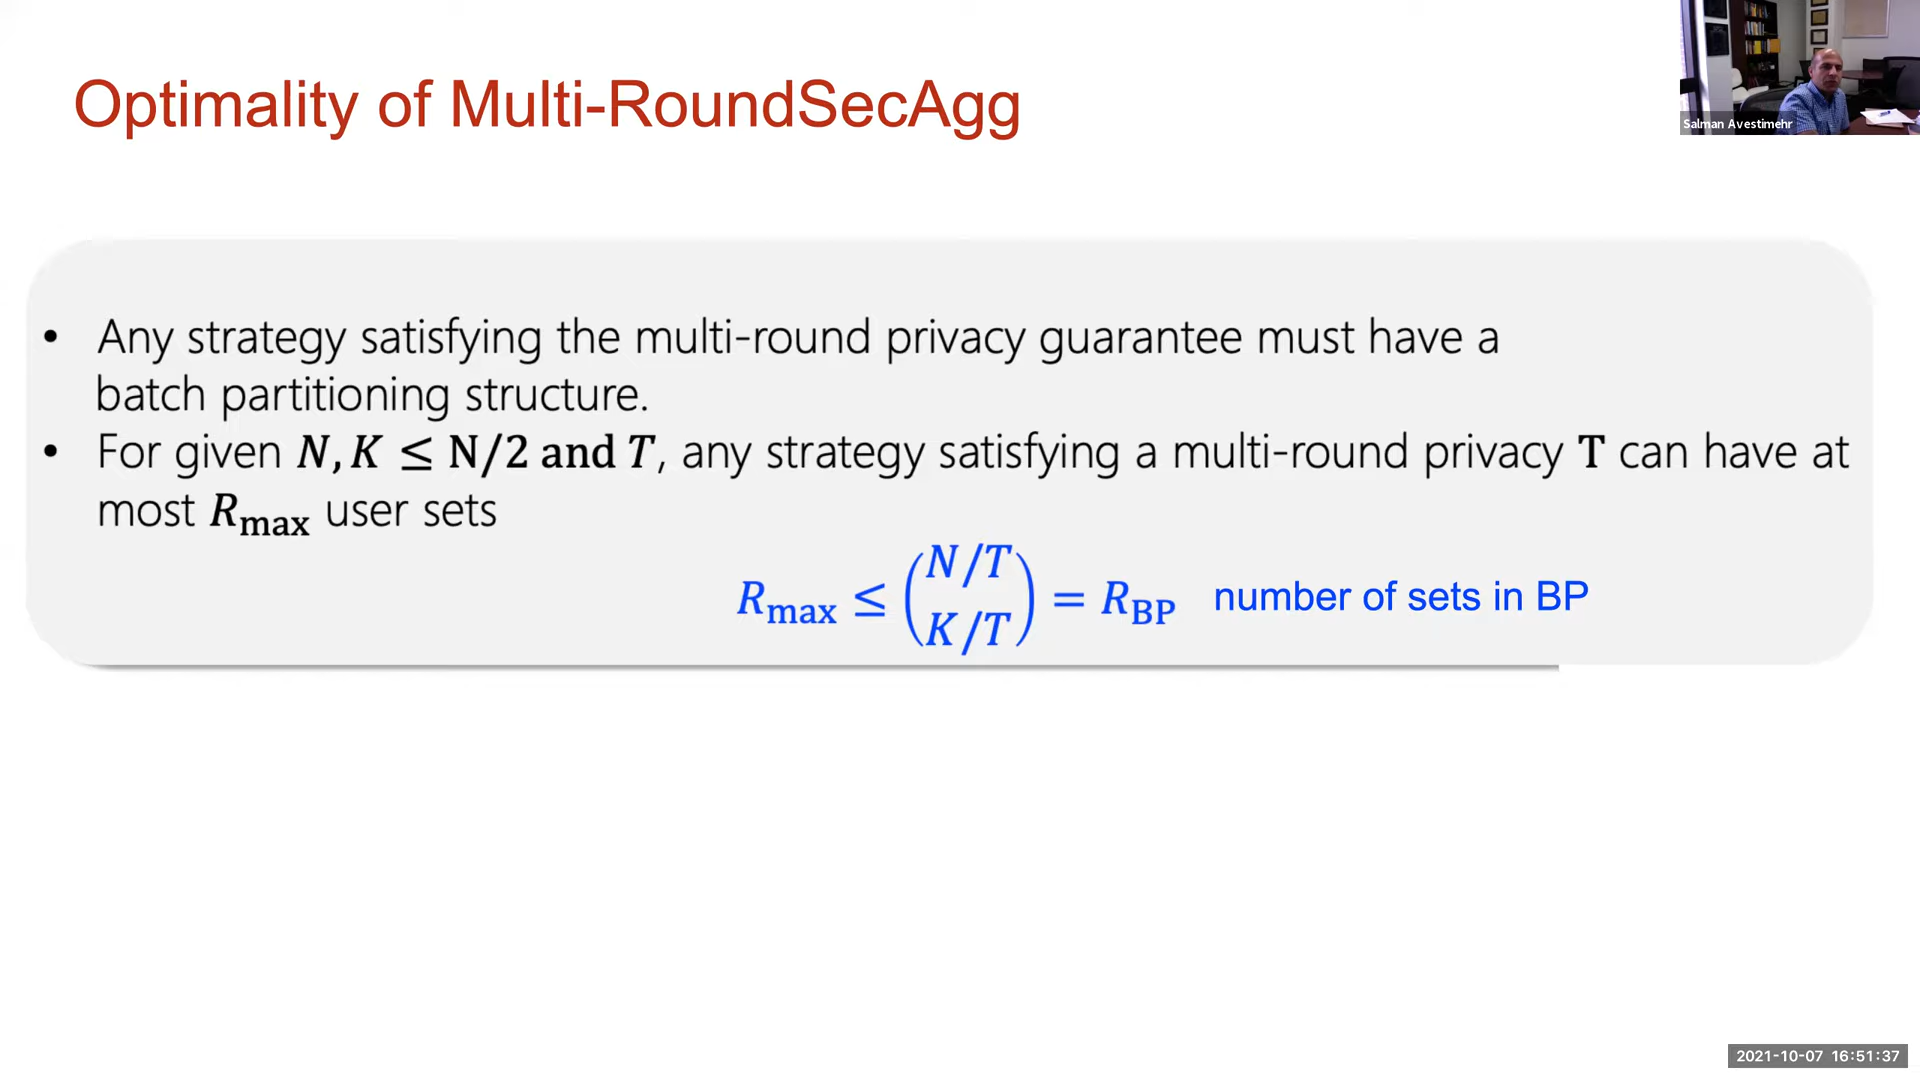 Optimality of Multi-RoundSecAgg
Salman Avestimehr
• Any strategy satisfying the multi-round privacy guarantee must have a
batch partitioning structure.
• For given N, K ≤ N/2 and T, any strategy satisfying a multi-round privacy T can have at
most R_max user sets
R_max ≤ (N/T K/T) = R_BP number of sets in BP
2021-10-07 16:51:37